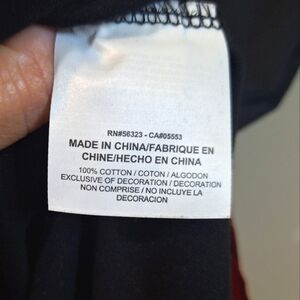 RN#56323 - CA#05553
MADE IN CHINA/FABRIQUE EN
CHINE/HECHO EN CHINA
100% COTTON / COTON / ALGODON
EXCLUSIVE OF DECORATION / DECORATION
NON COMPRISE / NO INCLUYE LA
DECORACION